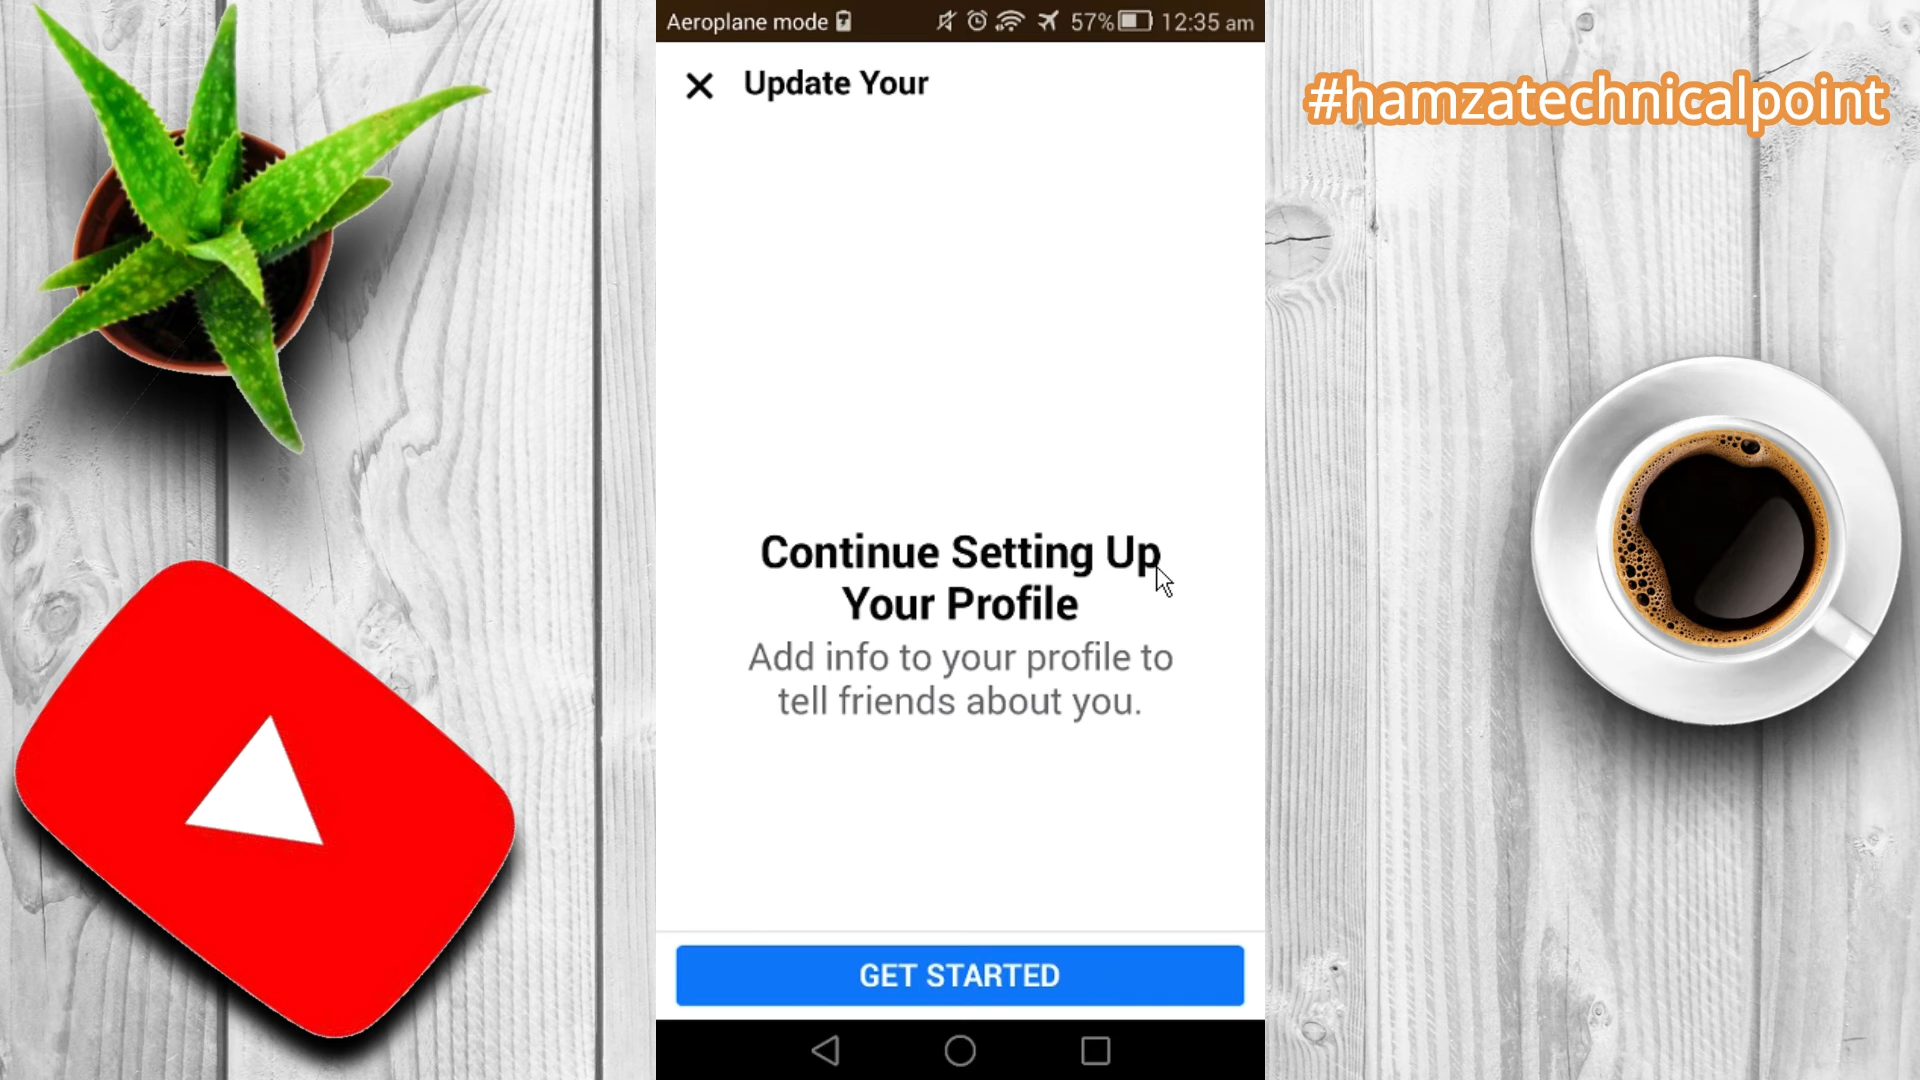 Aeroplane mode 57% 12:35 am
Update Your
#hamzatechnicalpoint
Continue Setting Up
Your Profile
Add info to your profile to
tell friends about you.
GET STARTED